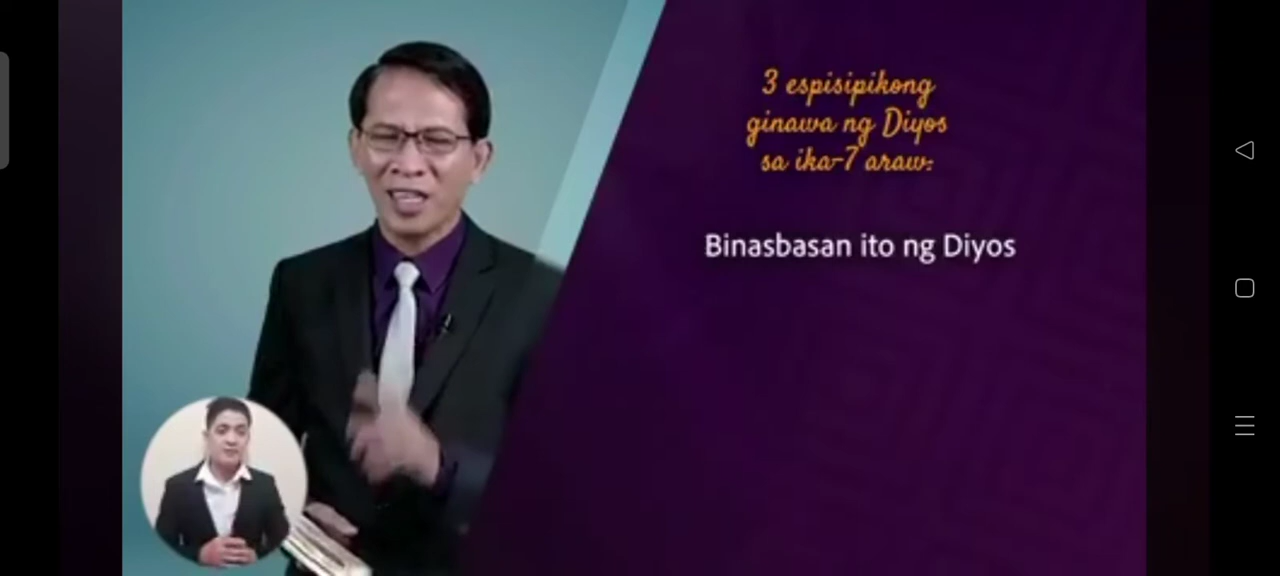 3 espisipikong
ginawa ng Diyos
sa ika-7 araw:
Binasbasan ito ng Diyos